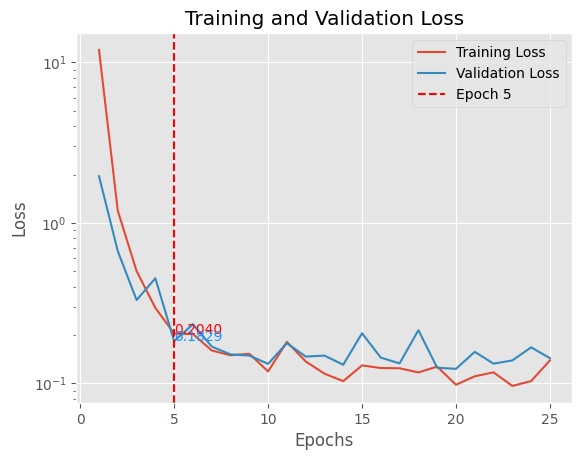 Training and Validation Loss
Training Loss
Validation Loss
Epoch 5
Loss
10¹
10⁰
10⁻¹
0.2040
0.1829
0
5
10
15
20
25
Epochs